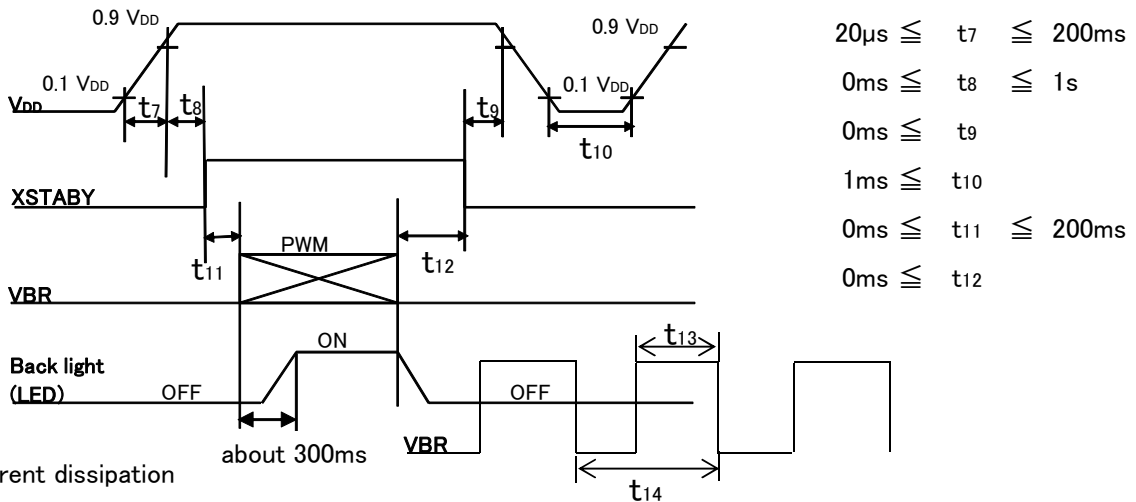 0.9 VDD
0.9 VDD
0.1 VDD
0.1 VDD
VDD
t7
t8
t9
t10
XSTABY
t11
PWM
t12
VBR
Back light
(LED)
OFF
ON
OFF
about 300ms
t13
VBR
t14
rent dissipation
20μs ≦ t7 ≦ 200ms
0ms ≦ t8 ≦ 1s
0ms ≦ t9
1ms ≦ t10
0ms ≦ t11 ≦ 200ms
0ms ≦ t12